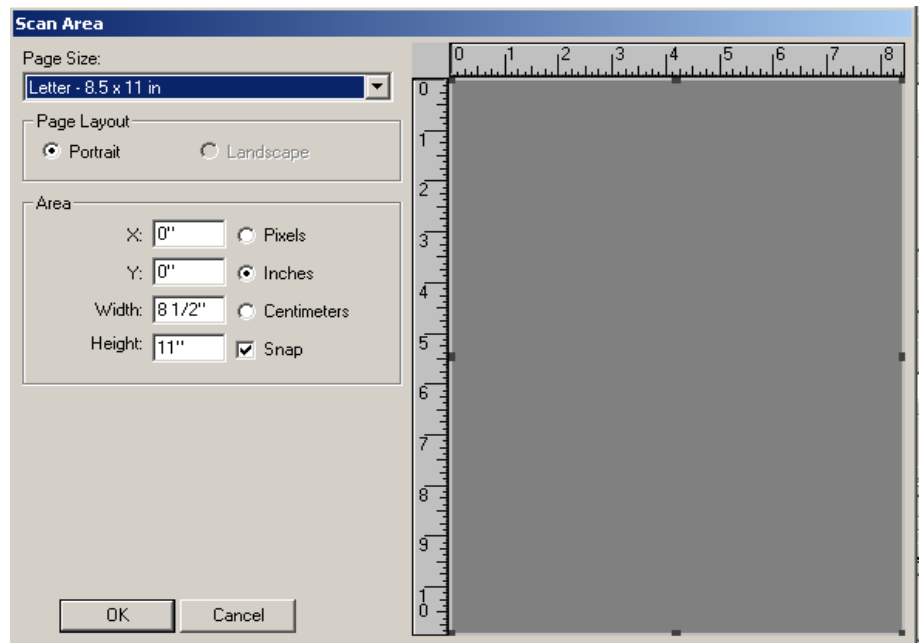 Scan Area
Page Size:
Letter - 8.5 x 11 in
Page Layout
Portrait
Landscape
Area
X: 0"
Pixels
Y: 0"
Inches
Width: 8 1/2"
Centimeters
Height: 11"
Snap
OK
Cancel
0 1 2 3 4 5 6 7 8
0
1
2
3
4
5
6
7
8
9
10